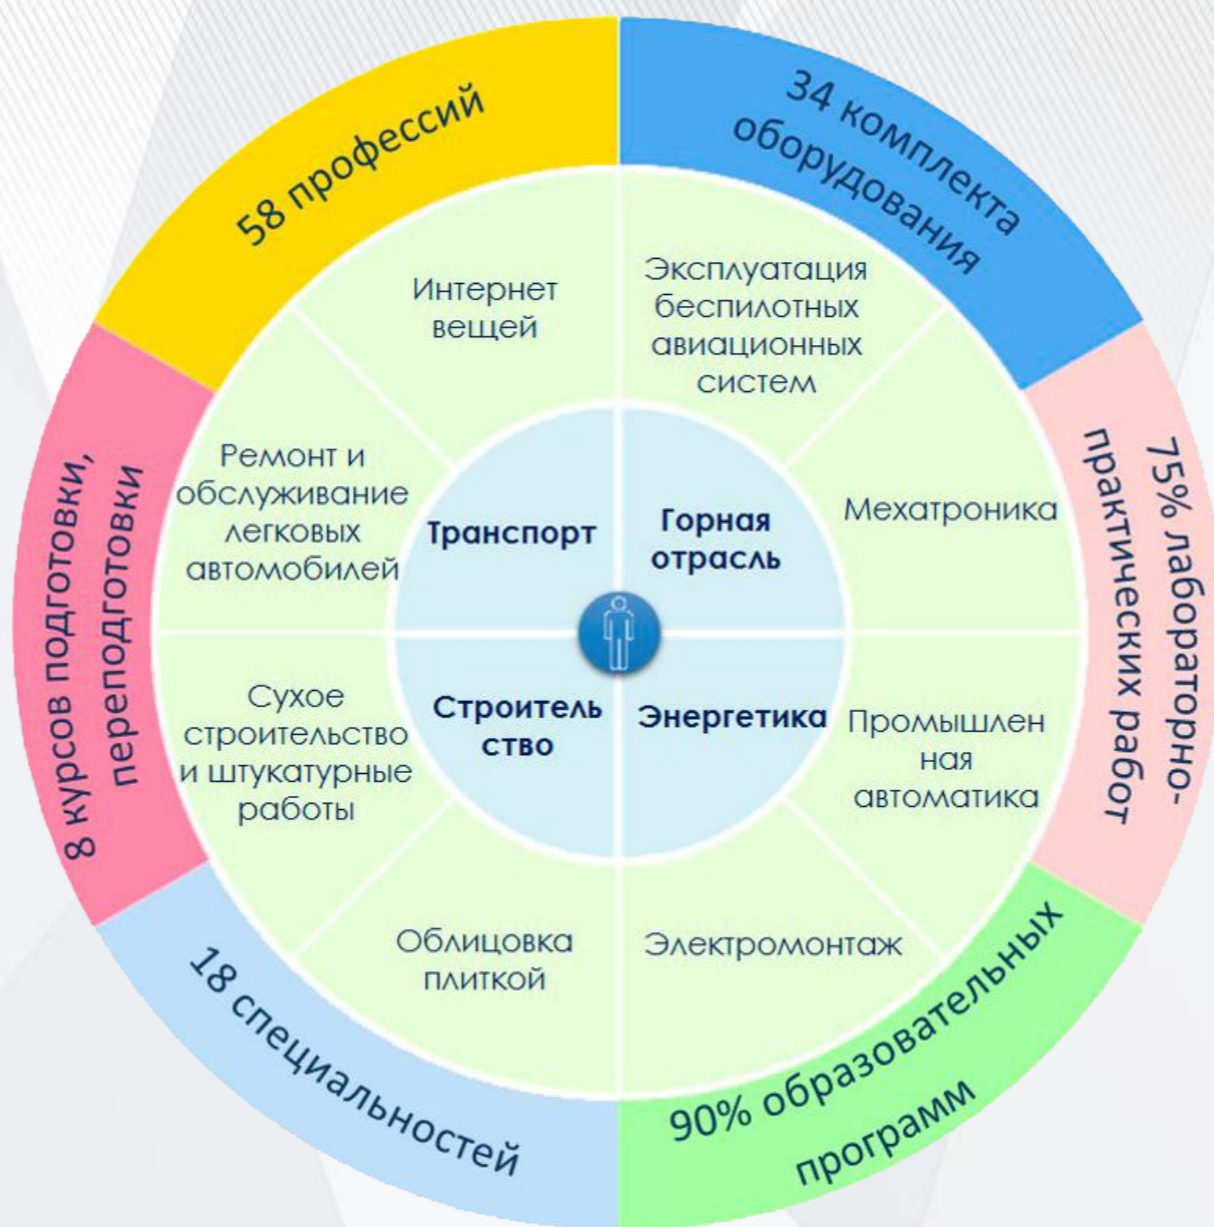 58 профессий
34 комплекта
оборудования
75% лабораторно-
практических работ
90% образовательных
программ
18 специальностей
8 курсов подготовки,
переподготовки
Интернет
вещей
Эксплуатация
беспилотных
авиационных
систем
Мехатроника
Промышлен
ная
автоматика
Электромонтаж
Облицовка
плиткой
Сухое
строительство
и штукатурные
работы
Ремонт и
обслуживание
легковых
автомобилей
Транспорт
Горная
отрасль
Энергетика
Строитель
ство